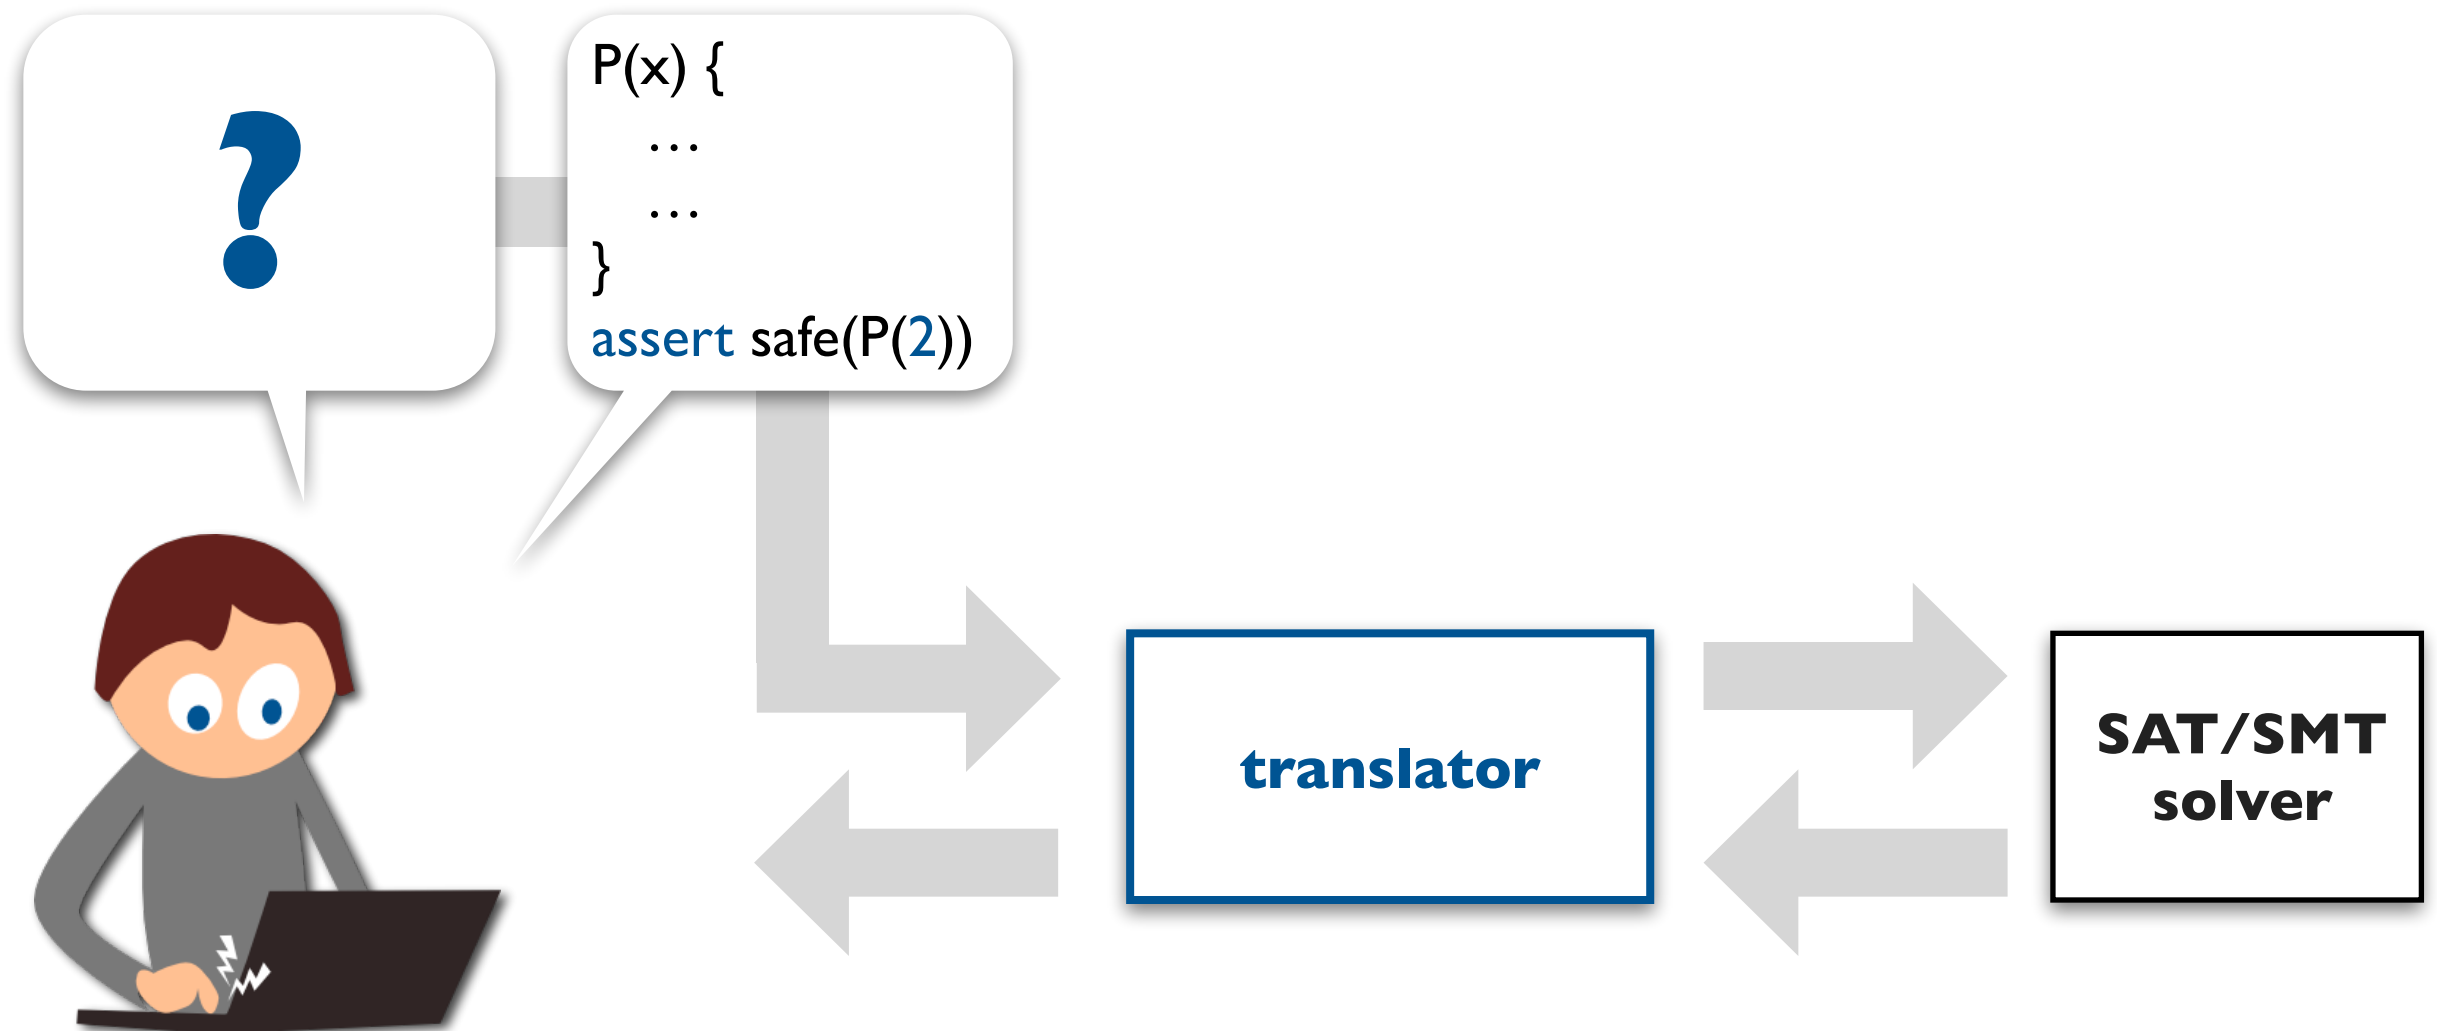 ?
P(x) {
…
…
}
assert safe(P(2))
translator
SAT/SMT
solver